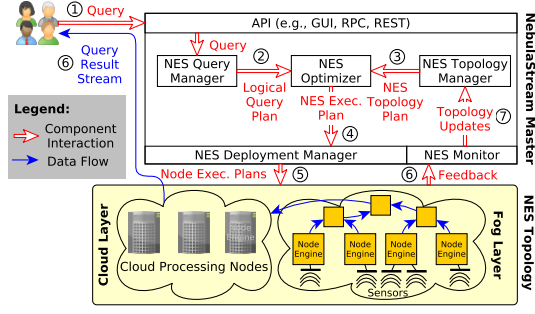 ① Query
API (e.g., GUI, RPC, REST)
Query
NES Query
Manager
②
Logical
Query
Plan
NES
Optimizer
③
NES
Topology
Plan
NES Topology
Manager
NES Exec.
Plan
④
Topology
Updates
⑦
NebulaStream Master
⑥
Query
Result
Stream
Legend:
Component
Interaction
Data Flow
NES Deployment Manager
NES Monitor
Node Exec. Plans
⑤
⑥
Feedback
Cloud Layer
Node
Engine
Cloud Processing Nodes
Node
Engine
Node
Engine
Node
Engine
Node
Engine
Sensors
Fog Layer
NES Topology